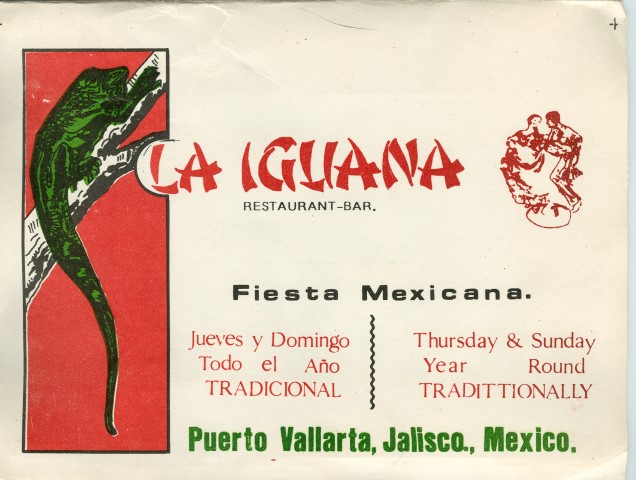 LA IGUANA
RESTAURANT-BAR.
Fiesta Mexicana.
Jueves y Domingo
Todo el Año
TRADICIONAL
Thursday & Sunday
Year Round
TRADITTIONALLY
Puerto Vallarta, Jalisco., Mexico.